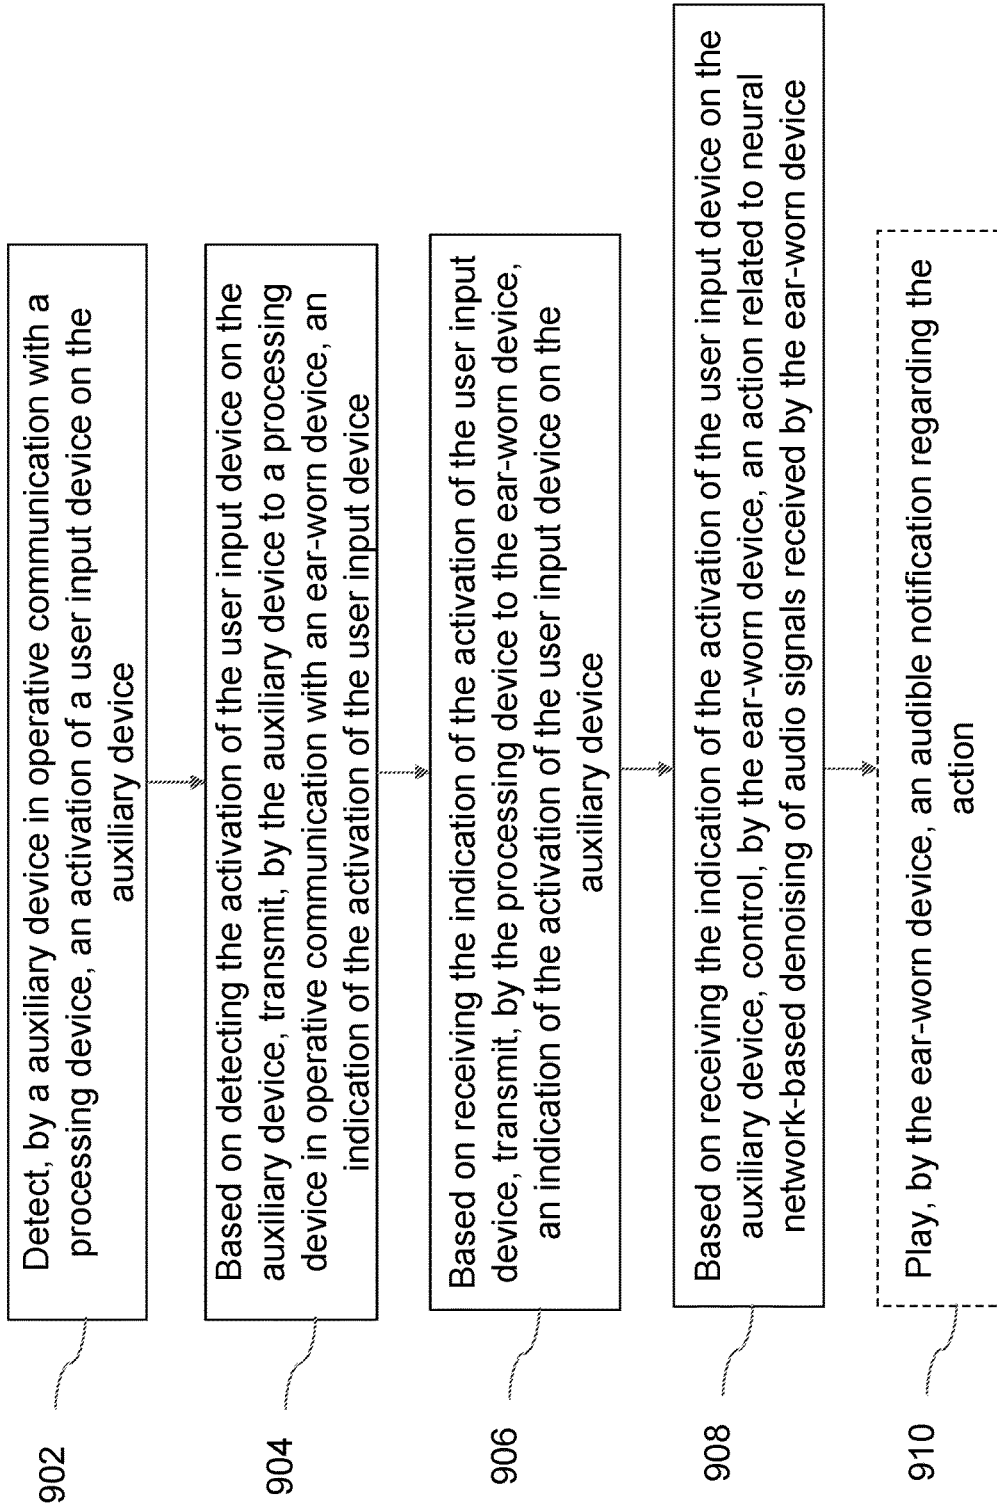 902
Detect, by a auxiliary device in operative communication with a
processing device, an activation of a user input device on the
auxiliary device
904
Based on detecting the activation of the user input device on the
auxiliary device, transmit, by the auxiliary device to a processing
device in operative communication with an ear-worn device, an
indication of the activation of the user input device
906
Based on receiving the indication of the activation of the user input
device, transmit, by the processing device to the ear-worn device,
an indication of the activation of the user input device on the
auxiliary device
908
Based on receiving the indication of the activation of the user input device on the
auxiliary device, control, by the ear-worn device, an action related to neural
network-based denoising of audio signals received by the ear-worn device
910
Play, by the ear-worn device, an audible notification regarding the
action